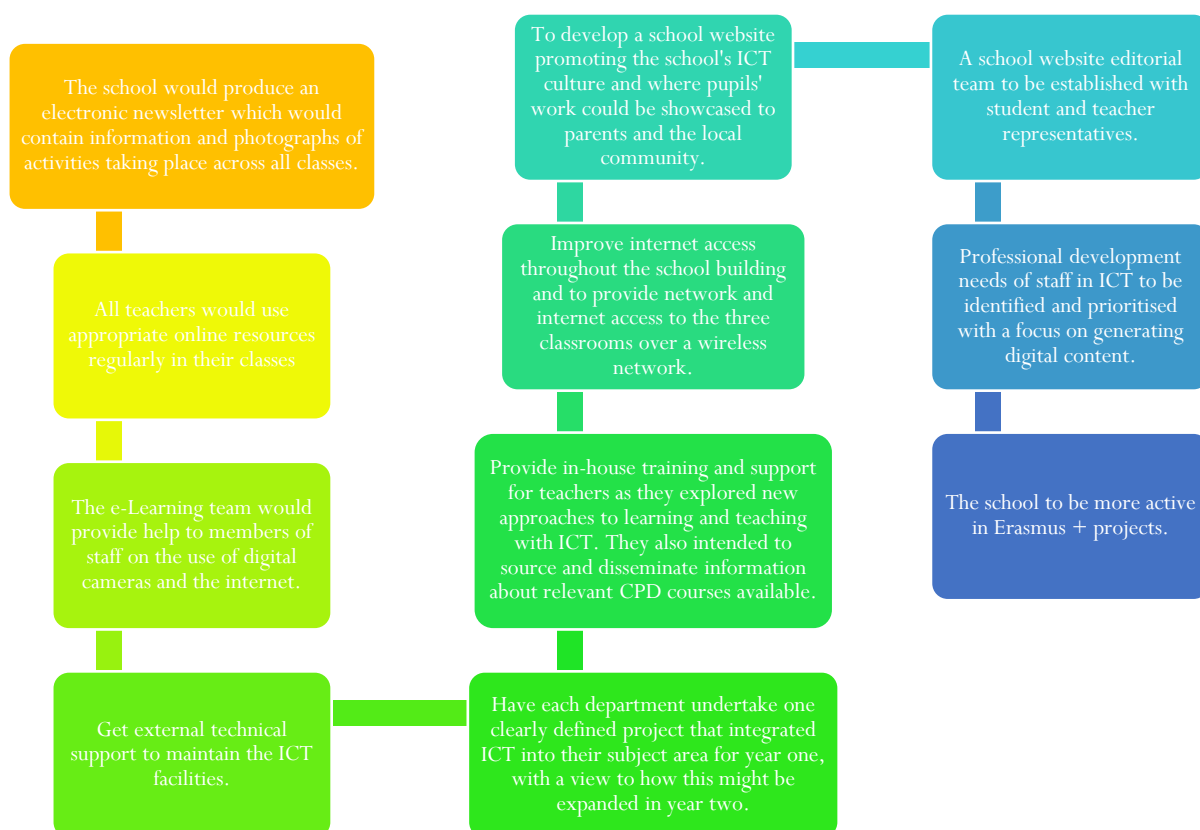 The school would produce an
electronic newsletter which would
contain information and photographs of
activities taking place across all classes.
All teachers would use
appropriate online resources
regularly in their classes
The e-Learning team would
provide help to members of
staff on the use of digital
cameras and the internet.
Get external technical
support to maintain the ICT
facilities.
Have each department undertake one
clearly defined project that integrated
ICT into their subject area for year one,
with a view to how this might be
expanded in year two.
Provide in-house training and support
for teachers as they explored new
approaches to learning and teaching
with ICT. They also intended to
source and disseminate information
about relevant CPD courses available.
Improve internet access
throughout the school building
and to provide network and
internet access to the three
classrooms over a wireless
network.
To develop a school website
promoting the school's ICT
culture and where pupils'
work could be showcased to
parents and the local
community.
A school website editorial
team to be established with
student and teacher
representatives.
Professional development
needs of staff in ICT to be
identified and prioritised
with a focus on generating
digital content.
The school to be more active
in Erasmus + projects.